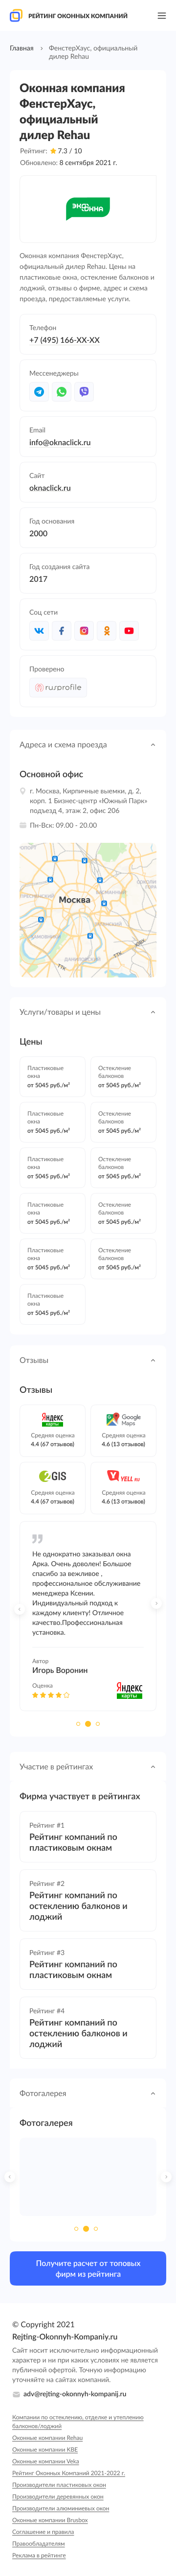 РЕЙТИНГ ОКОННЫХ КОМПАНИЙ
Главная
ФенстерХаус, официальный
дилер Rehau
Оконная компания
ФенстерХаус,
официальный
дилер Rehau
Рейтинг: 7.3 / 10
Обновлено: 8 сентября 2021 г.
ЭКООКНА
Оконная компания ФенстерХаус,
официальный дилер Rehau. Цены на
пластиковые окна, остекление балконов и
лоджий, отзывы о фирме, адрес и схема
проезда, предоставляемые услуги.
Телефон
+7 (495) 166-XX-XX
Мессенеджеры
Email
info@oknaclick.ru
Сайт
oknaclick.ru
Год основания
2000
Год создания сайта
2017
Соц сети
Проверено
ru.rprofile
Адреса и схема проезда
Основной офис
г. Москва, Кирпичные выемки, д. 2,
корп. 1 Бизнес-центр «Южный Парк»
подъезд 4, этаж 2, офис 206
Пн-Вск: 09.00 - 20.00
Москва
ТТК
ТТК
Услуги/товары и цены
Цены
Пластиковые
окна
от 5045 руб./м²
Остекление
балконов
от 5045 руб./м²
Пластиковые
окна
от 5045 руб./м²
Остекление
балконов
от 5045 руб./м²
Пластиковые
окна
от 5045 руб./м²
Остекление
балконов
от 5045 руб./м²
Пластиковые
окна
от 5045 руб./м²
Остекление
балконов
от 5045 руб./м²
Пластиковые
окна
от 5045 руб./м²
Остекление
балконов
от 5045 руб./м²
Пластиковые
окна
от 5045 руб./м²
Отзывы
Отзывы
Яндекс
карты
Средняя оценка
4.4 (67 отзывов)
Google
Maps
Средняя оценка
4.6 (13 отзывов)
2GIS
Средняя оценка
4.4 (67 отзывов)
YELL.RU
Средняя оценка
4.6 (13 отзывов)
Не однократно заказывала окна
Арка. Очень доволен! Большое
спасибо за вежливое ,
профессиональное обслуживание
менеджера Ксении.
Индивидуальный подход к
каждому клиенту! Отличное
качество.Профессиональная
установка.
Автор
Игорь Воронин
Оценка
Яндекс
карты
Участие в рейтингах
Фирма участвует в рейтингах
Рейтинг #1
Рейтинг компаний по
пластиковым окнам
Рейтинг #2
Рейтинг компаний по
остеклению балконов и
лоджий
Рейтинг #3
Рейтинг компаний по
пластиковым окнам
Рейтинг #4
Рейтинг компаний по
остеклению балконов и
лоджий
Фотогалерея
Фотогалерея
Получите расчет от топовых
фирм из рейтинга
© Copyright 2021
Rejting-Okonnyh-Kompaniy.ru
Сайт носит исключительно информационный
характер и ни при каких условиях не является
публичной офертой. Точную информацию
уточняйте на сайтах компаний.
adv@rejting-okonnyh-kompanij.ru
Компании по остеклению, отделке и утеплению
балконов/лоджий
Оконные компании Rehau
Оконные компании КВЕ
Оконные компании Veka
Рейтинг Оконных Компаний 2021-2022 г.
Производители пластиковых окон
Производители деревянных окон
Производители алюминиевых окон
Оконные компании Brusbox
Соглашение и правила
Правообладателям
Реклама в рейтинге